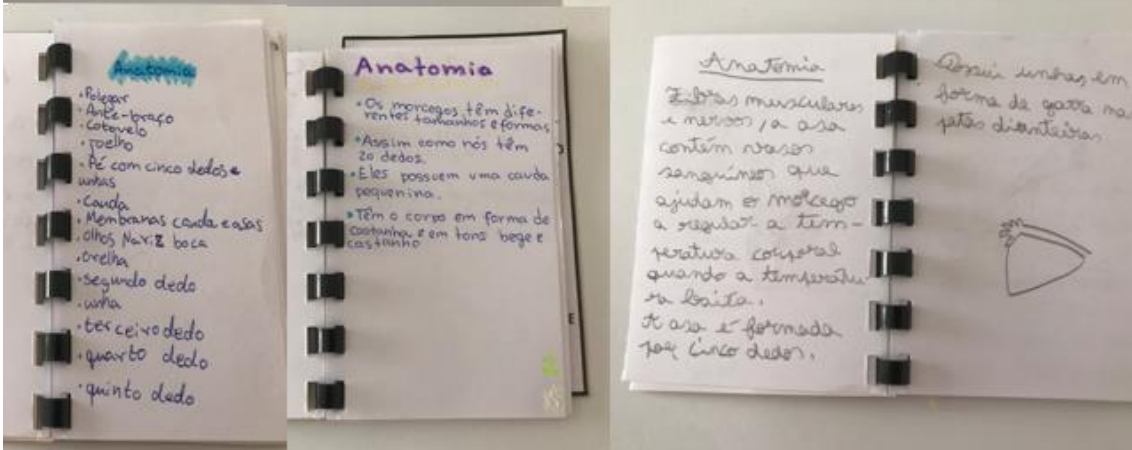 Anatomia
• Polegar
• Ante-braço
• Cotovelo
• Joelho
• Pé com cinco dedos e
unhas
• Cauda
• Membranas cauda e asas
• Olhos Nariz boca
• Orelha
• segundo dedo
• unha
• terceiro dedo
• quarto dedo
• quinto dedo
Anatomia
• Os morcegos têm dife-
rentes tamanhos e formas
• Assim como nós têm
20 dedos.
• Eles possuem uma cauda
pequenina.
• Têm o corpo em forma de
castanha e em tons bege e
castanho
E
Anatomia
Fibras musculares
e nervos, a asa
contém vasos
sanguíneos que
ajudam o morcego
a regular a tem-
peratura corporal
quando a temperatu-
ra baixa.
A asa é formada
por cinco dedos.
Possui unhas em
forma de garra nas
patas dianteiras